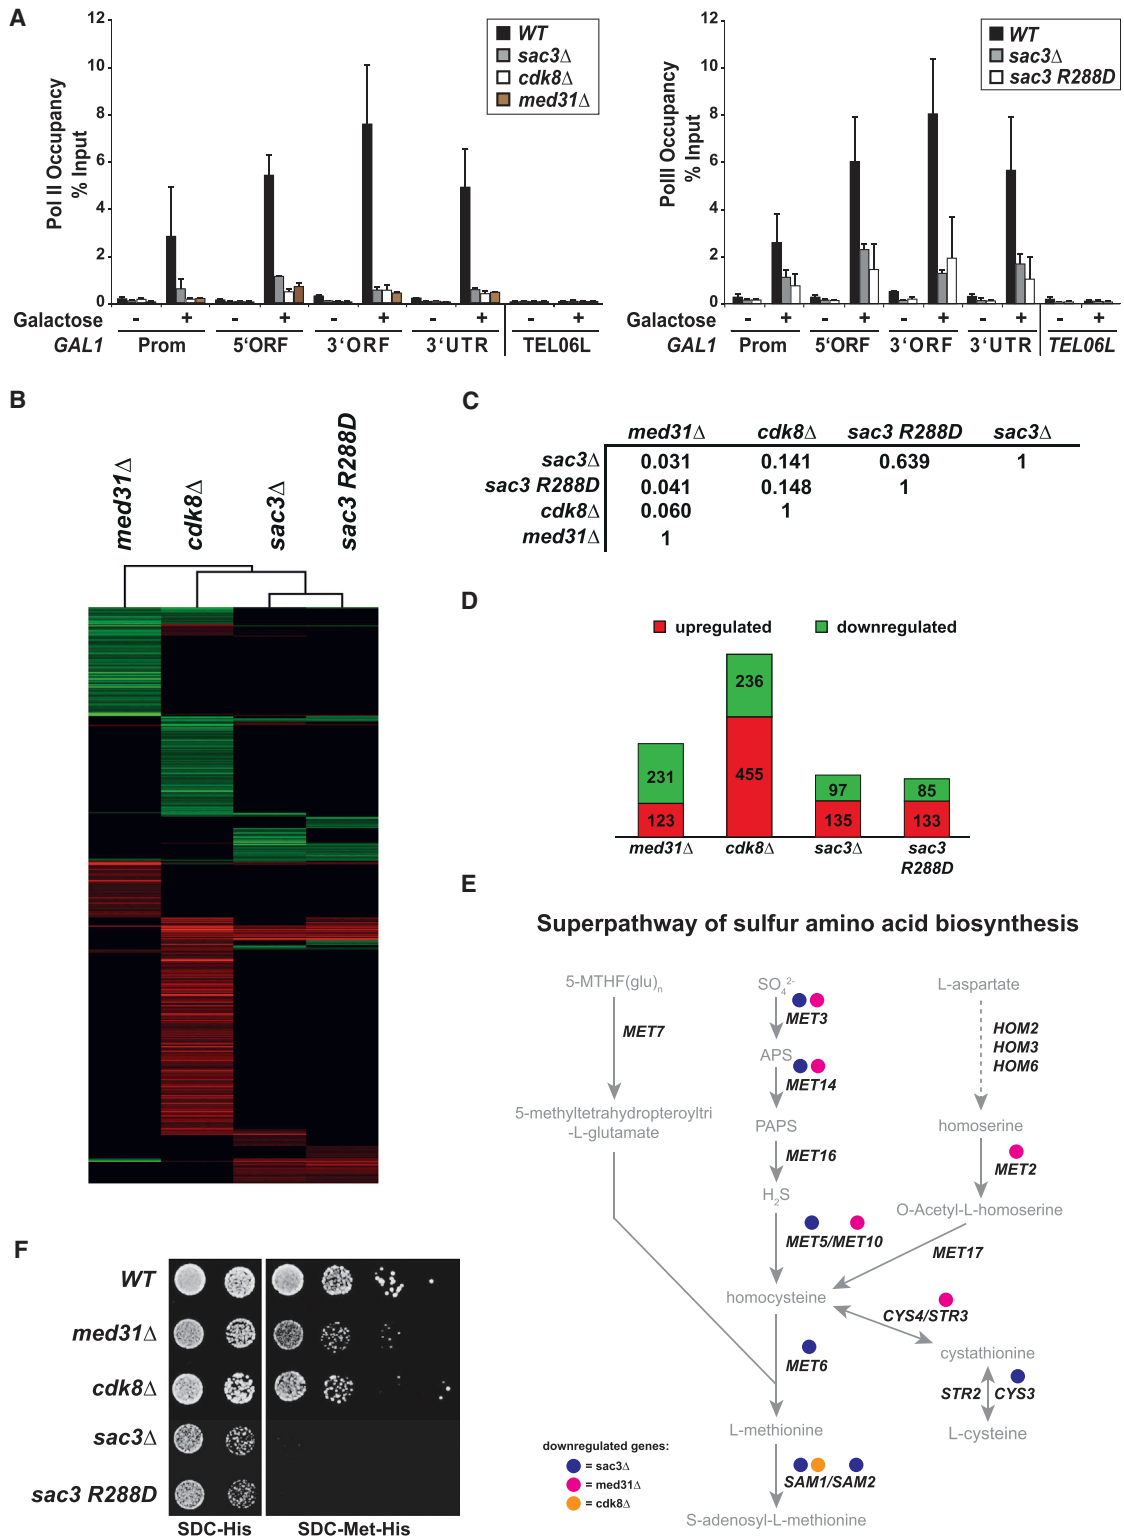 A
12
10
8
6
4
2
0
Pol II Occupancy
% Input
WT
sac3Δ
cdk8Δ
med31Δ
Galactose - + - + - + - + - +
GAL1 Prom 5‘ORF 3‘ORF 3‘UTR TEL06L
12
10
8
6
4
2
0
PolII Occupancy
% Input
WT
sac3Δ
sac3 R288D
Galactose - + - + - + - + - +
GAL1 Prom 5‘ORF 3‘ORF 3‘UTR TEL06L
B
med31Δ
cdk8Δ
sac3Δ
sac3 R288D
C
med31Δ cdk8Δ sac3 R288D sac3Δ
sac3Δ 0.031 0.141 0.639 1
sac3 R288D 0.041 0.148 1
cdk8Δ 0.060 1
med31Δ 1
D
upregulated downregulated
236
455
231
123
97
135
85
133
med31Δ cdk8Δ sac3Δ sac3
R288D
E
Superpathway of sulfur amino acid biosynthesis
5-MTHF(glu)n
SO4 2-
L-aspartate
MET7
MET3
HOM2
HOM3
HOM6
APS
MET14
5-methyltetrahydropteroyltri
-L-glutamate
PAPS
homoserine
MET16
MET2
H2S
O-Acetyl-L-homoserine
MET5/MET10
MET17
homocysteine
CYS4/STR3
cystathionine
MET6
STR2 CYS3
L-methionine
L-cysteine
downregulated genes:
= sac3Δ
= med31Δ
= cdk8Δ
SAM1/SAM2
S-adenosyl-L-methionine
F
WT
med31Δ
cdk8Δ
sac3Δ
sac3 R288D
SDC-His SDC-Met-His